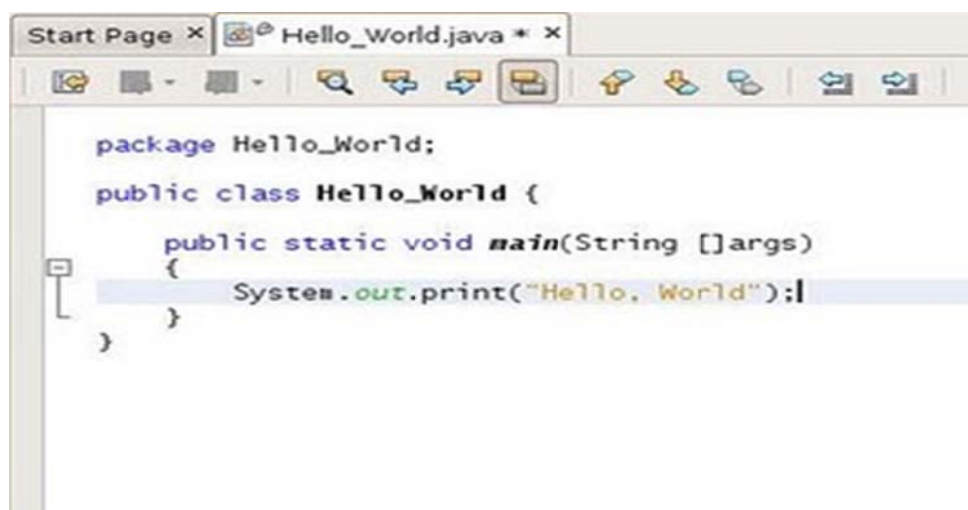 Start Page × Hello_World.java * ×
package Hello_World;
public class Hello_World {
public static void main(String []args)
{
System.out.print("Hello, World");
}
}